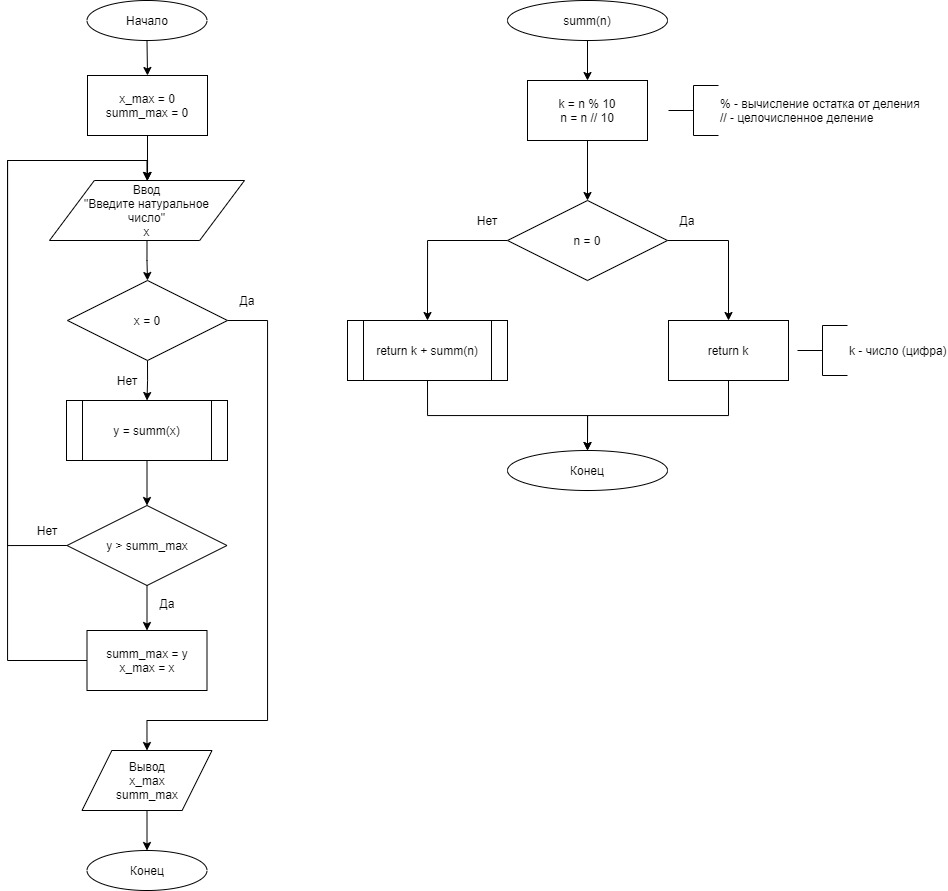 Начало
x_max = 0
summ_max = 0
Ввод
"Введите натуральное
число"
x
x = 0
Да
Нет
y = summ(x)
y > summ_max
Нет
Да
summ_max = y
x_max = x
Вывод
x_max
summ_max
Конец
summ(n)
k = n % 10
n = n // 10
% - вычисление остатка от деления
// - целочисленное деление
n = 0
Нет
Да
return k + summ(n)
return k
k - число (цифра)
Конец